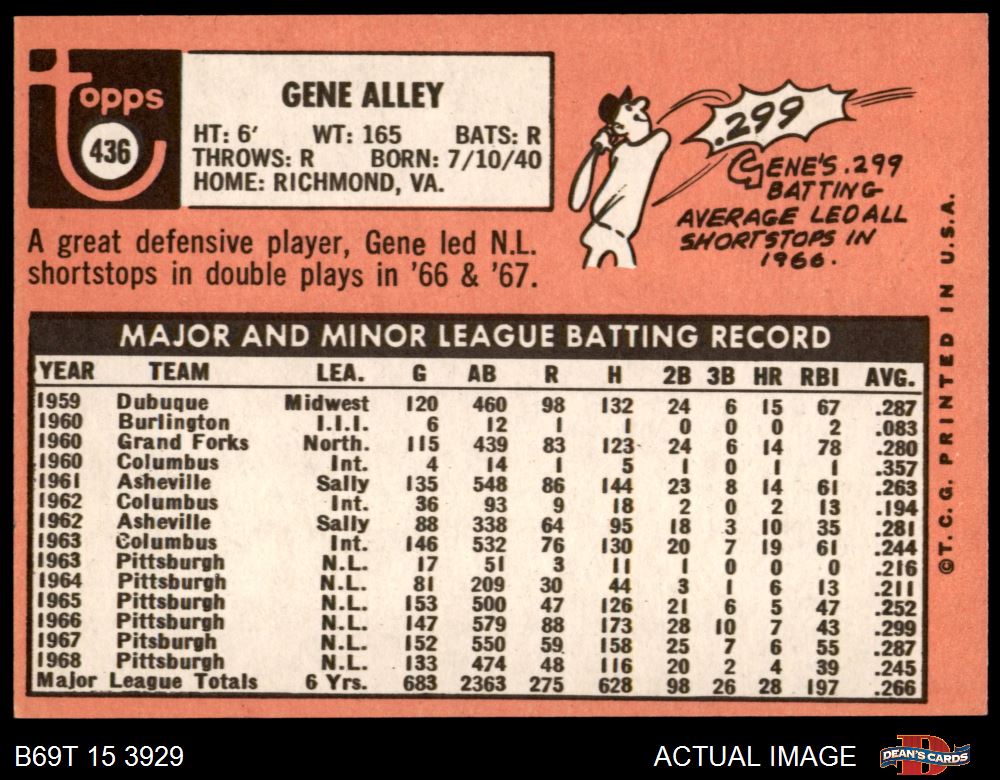 topps
436
GENE ALLEY
HT: 6' WT: 165 BATS: R
THROWS: R BORN: 7/10/40
HOME: RICHMOND, VA.
A great defensive player, Gene led N.L.
shortstops in double plays in '66 & '67.
.299
GENE'S .299
BATTING
AVERAGE LED ALL
SHORTSTOPS IN
1966.
MAJOR AND MINOR LEAGUE BATTING RECORD
YEAR TEAM LEA. G AB R H 2B 3B HR RBI AVG.
1959 Dubuque Midwest 120 460 98 132 24 6 15 67 .287
1960 Burlington I.I.I. 6 12 1 1 0 0 0 2 .083
1960 Grand Forks North. 115 439 83 123 24 6 14 78 .280
1960 Columbus Int. 4 14 1 5 1 0 1 1 .357
1961 Asheville Sally 135 548 86 144 23 8 14 61 .263
1962 Columbus Int. 36 93 9 18 2 0 2 13 .194
1962 Asheville Sally 88 338 64 95 18 3 10 35 .281
1963 Columbus Int. 146 532 76 130 20 7 19 61 .244
1963 Pittsburgh N.L. 17 51 3 11 1 0 0 0 .216
1964 Pittsburgh N.L. 81 209 30 44 3 1 6 13 .211
1965 Pittsburgh N.L. 153 500 47 126 21 6 5 47 .252
1966 Pittsburgh N.L. 147 579 88 173 28 10 7 43 .299
1967 Pitsburgh N.L. 152 550 59 158 25 7 6 55 .287
1968 Pittsburgh N.L. 133 474 48 116 20 2 4 39 .245
Major League Totals 6 Yrs. 683 2363 275 628 98 26 28 197 .266
©T. C. G. PRINTED IN U. S. A.
B69T 15 3929
ACTUAL IMAGE
DEAN'S CARDS